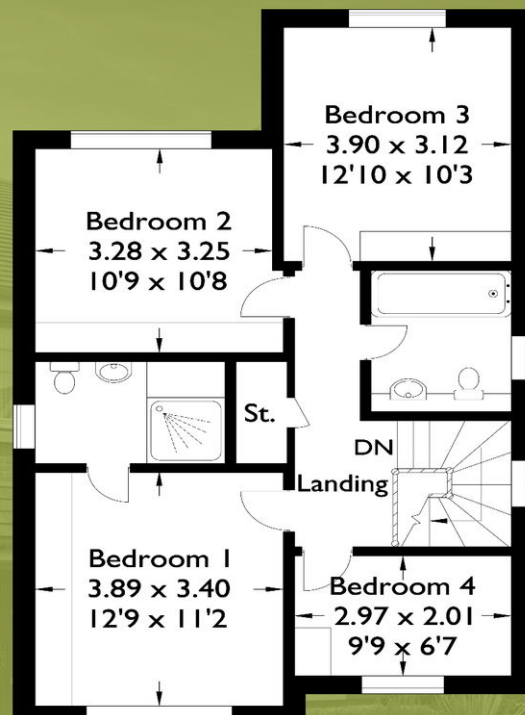 Bedroom 3
3.90 x 3.12
12'10 x 10'3
Bedroom 2
3.28 x 3.25
10'9 x 10'8
St.
DN
Landing
Bedroom 1
3.89 x 3.40
12'9 x 11'2
Bedroom 4
2.97 x 2.01
9'9 x 6'7